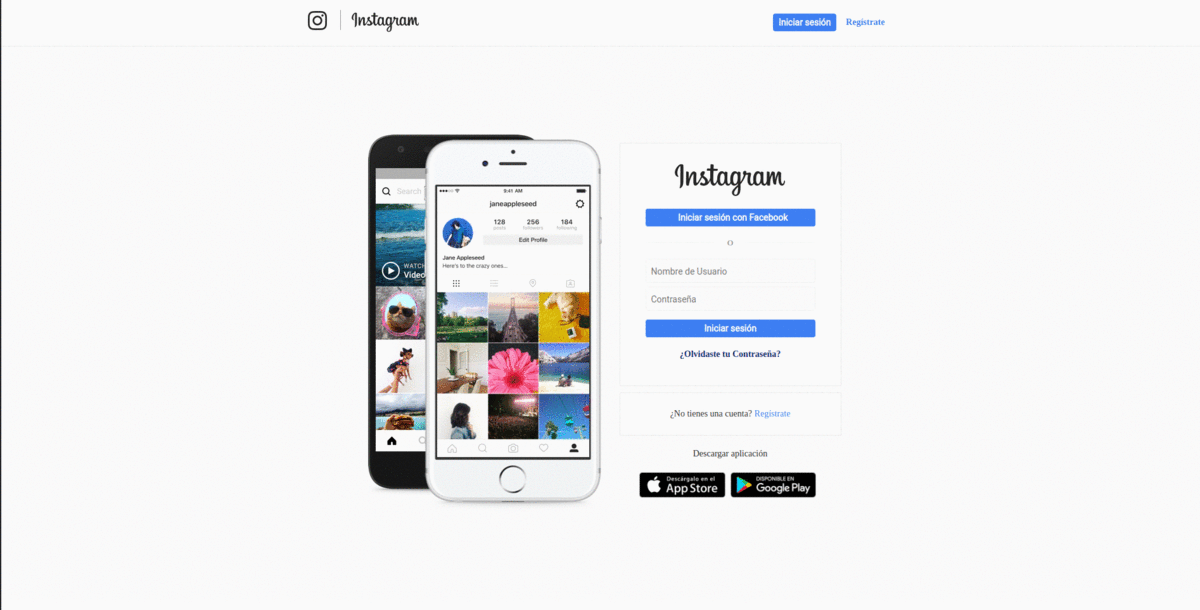 Instagram
Iniciar sesión
Regístrate
Search
WATCH
Video
9:41 AM
janeappleseed
128
256
184
posts
followers
following
Edit Profile
Jane Appleseed
Here's to the crazy ones...
Instagram
Iniciar sesión con Facebook
O
Nombre de Usuario
Contraseña
Iniciar sesión
¿Olvidaste tu Contraseña?
¿No tienes una cuenta? Regístrate
Descargar aplicación
Descárgalo en el
App Store
DISPONIBLE EN
Google Play